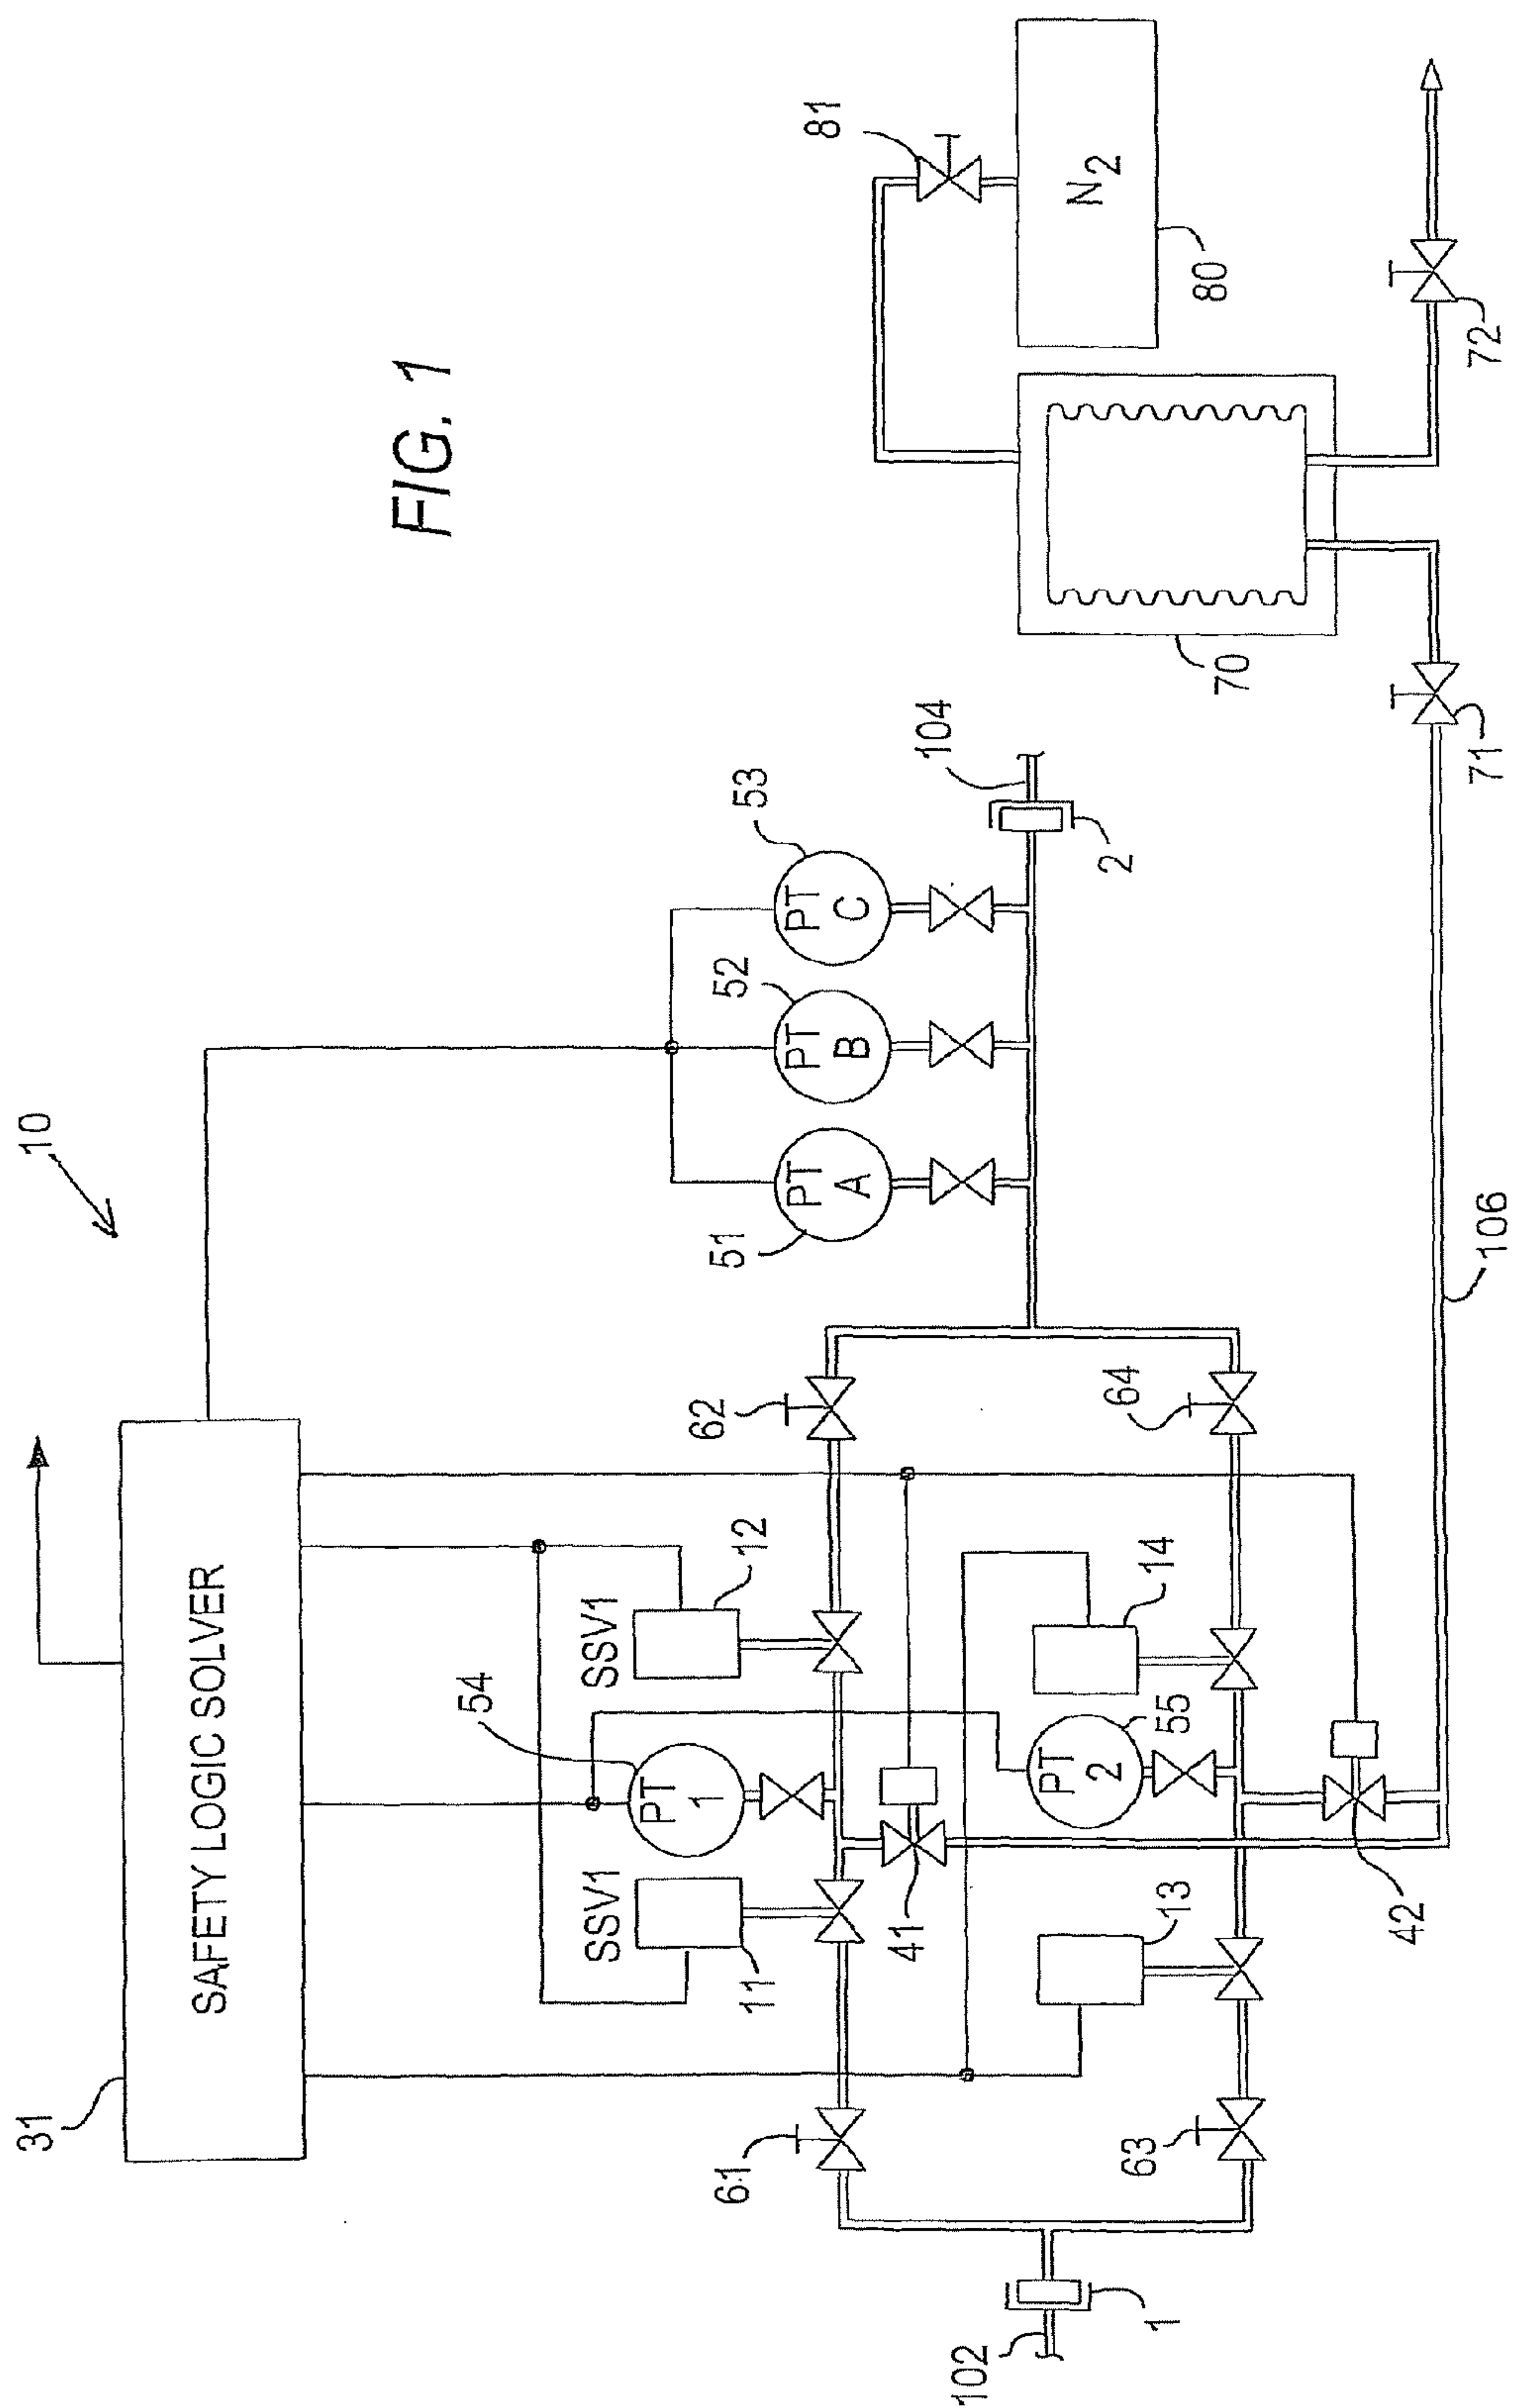 FIG. 1
10
31
SAFETY LOGIC SOLVER
54
SSV1
12
SSV1
11
PT
1
62
61
41
13
PT
2
55
14
64
63
42
51
PT
A
52
PT
B
53
PT
C
104
2
102
1
106
71
70
72
81
N2
80